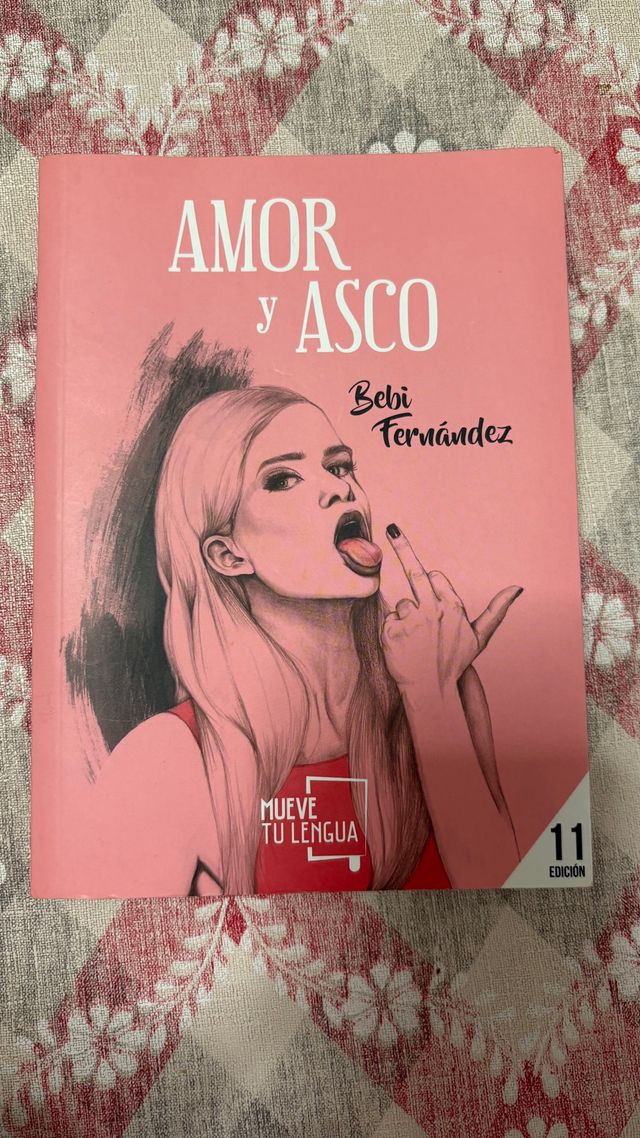 AMOR
y ASCO
Bebi
Fernández
MUEVE
TU LENGUA
11
EDICIÓN